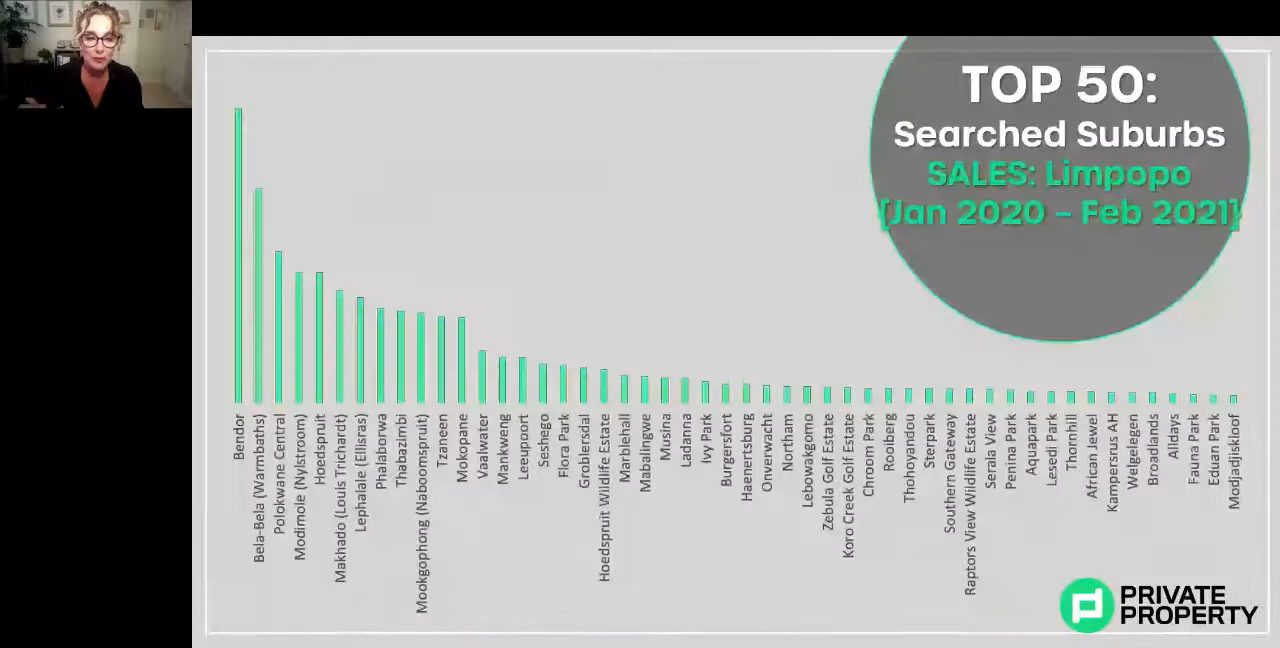 TOP 50:
Searched Suburbs
SALES: Limpopo
[Jan 2020 – Feb 2021]
Bendor
Bela-Bela (Warmbaths)
Polokwane Central
Modimole (Nylstroom)
Hoedspruit
Makhado (Louis Trichardt)
Lephalale (Ellisras)
Phalaborwa
Thabazimbi
Mookgophong (Naboomspruit)
Tzaneen
Mokopane
Vaalwater
Mankweng
Leeupoort
Seshego
Flora Park
Groblersdal
Hoedspruit Wildlife Estate
Marblehall
Mabalingwe
Musina
Ladanna
Ivy Park
Burgersfort
Haenertsburg
Onverwacht
Northam
Lebowakgomo
Zebula Golf Estate
Koro Creek Golf Estate
Chroom Park
Rooiberg
Thohoyandou
Sterpark
Southern Gateway
Raptors View Wildlife Estate
Serala View
Penina Park
Aquapark
Lesedi Park
Thornhill
African Jewel
Kampersrus AH
Welgelegen
Broadlands
Alldays
Fauna Park
Eduan Park
Modjadjiskloof
PRIVATE
PROPERTY